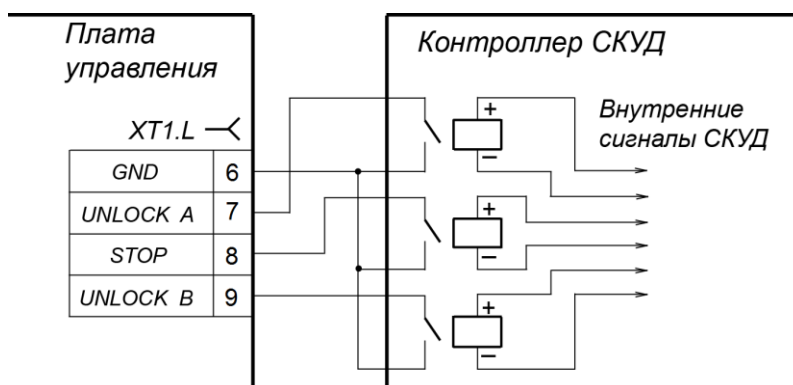 Плата
управления
Контроллер СКУД
XT1.L
GND 6
UNLOCK A 7
STOP 8
UNLOCK B 9
+
−
+
−
+
−
Внутренние
сигналы СКУД